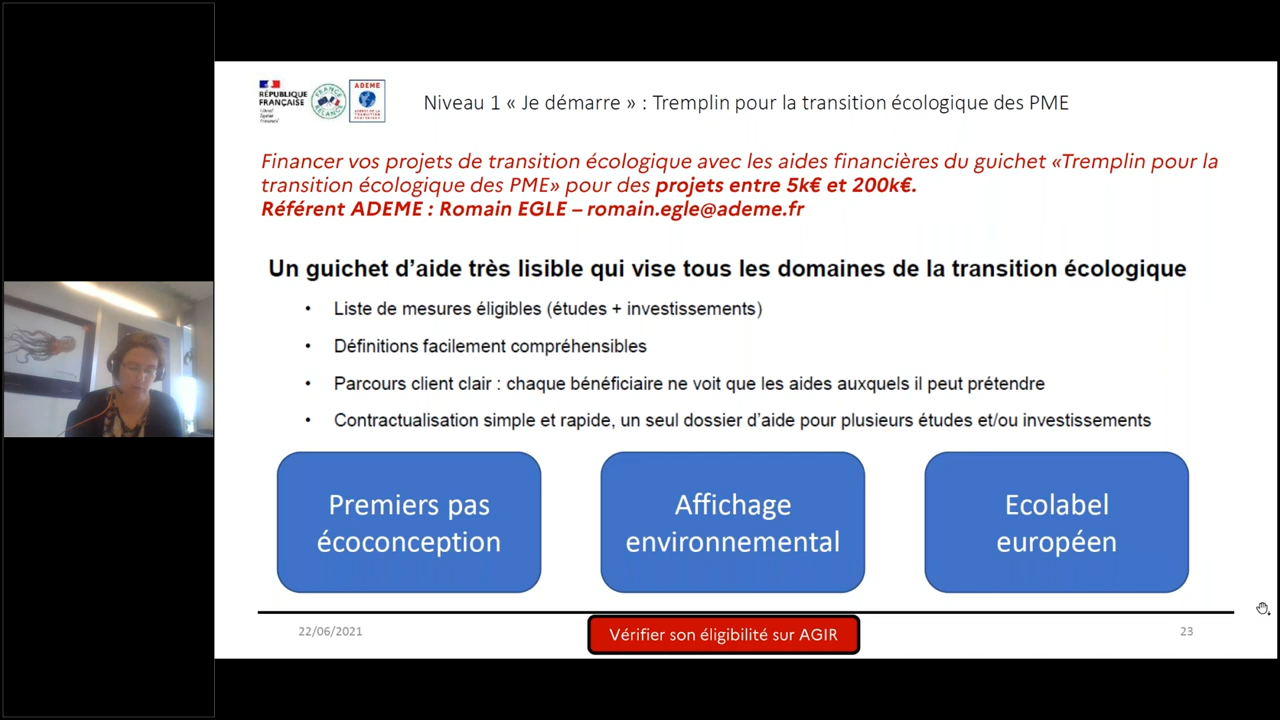 RÉPUBLIQUE
FRANÇAISE
Liberté
Égalité
Fraternité
FRANCE
RELANCE
ADEME
Niveau 1 « Je démarre » : Tremplin pour la transition écologique des PME
Financer vos projets de transition écologique avec les aides financières du guichet «Tremplin pour la
transition écologique des PME» pour des projets entre 5k€ et 200k€.
Référent ADEME : Romain EGLE – romain.egle@ademe.fr
Un guichet d’aide très lisible qui vise tous les domaines de la transition écologique
• Liste de mesures éligibles (études + investissements)
• Définitions facilement compréhensibles
• Parcours client clair : chaque bénéficiaire ne voit que les aides auxquels il peut prétendre
• Contractualisation simple et rapide, un seul dossier d’aide pour plusieurs études et/ou investissements
Premiers pas
écoconception
Affichage
environnemental
Ecolabel
européen
22/06/2021
Vérifier son éligibilité sur AGIR
23